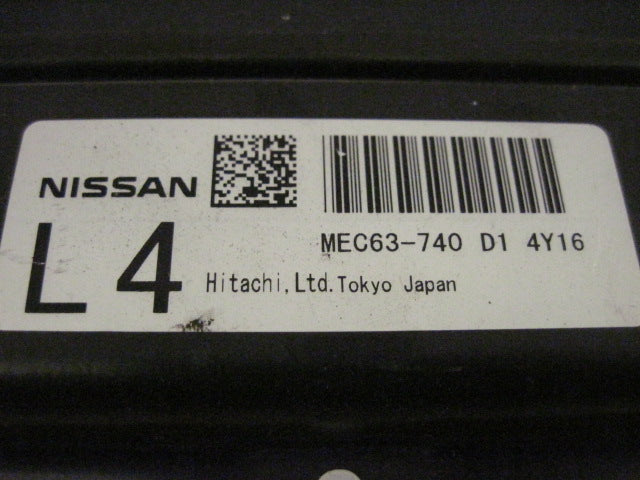 NISSAN
MEC63-740 D1 4Y16
L4
Hitachi,Ltd.Tokyo Japan